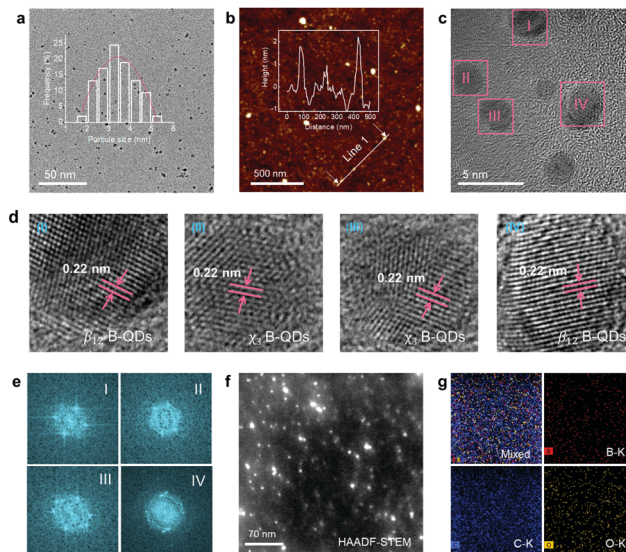 a
25
20
15
10
5
0
Frequency (%)
2
4
6
Particle size (nm)
50 nm
b
2
1
0
-1
Height (nm)
0 100 200 300 400 500
Distance (nm)
Line 1
500 nm
c
I
II
III
IV
5 nm
d
(I)
0.22 nm
β12 B-QDs
(II)
0.22 nm
χ3 B-QDs
(III)
0.22 nm
χ3 B-QDs
(IV)
0.22 nm
β12 B-QDs
e
I
II
III
IV
f
70 nm
HAADF-STEM
g
Mixed
B
B-K
C-K
O
O-K